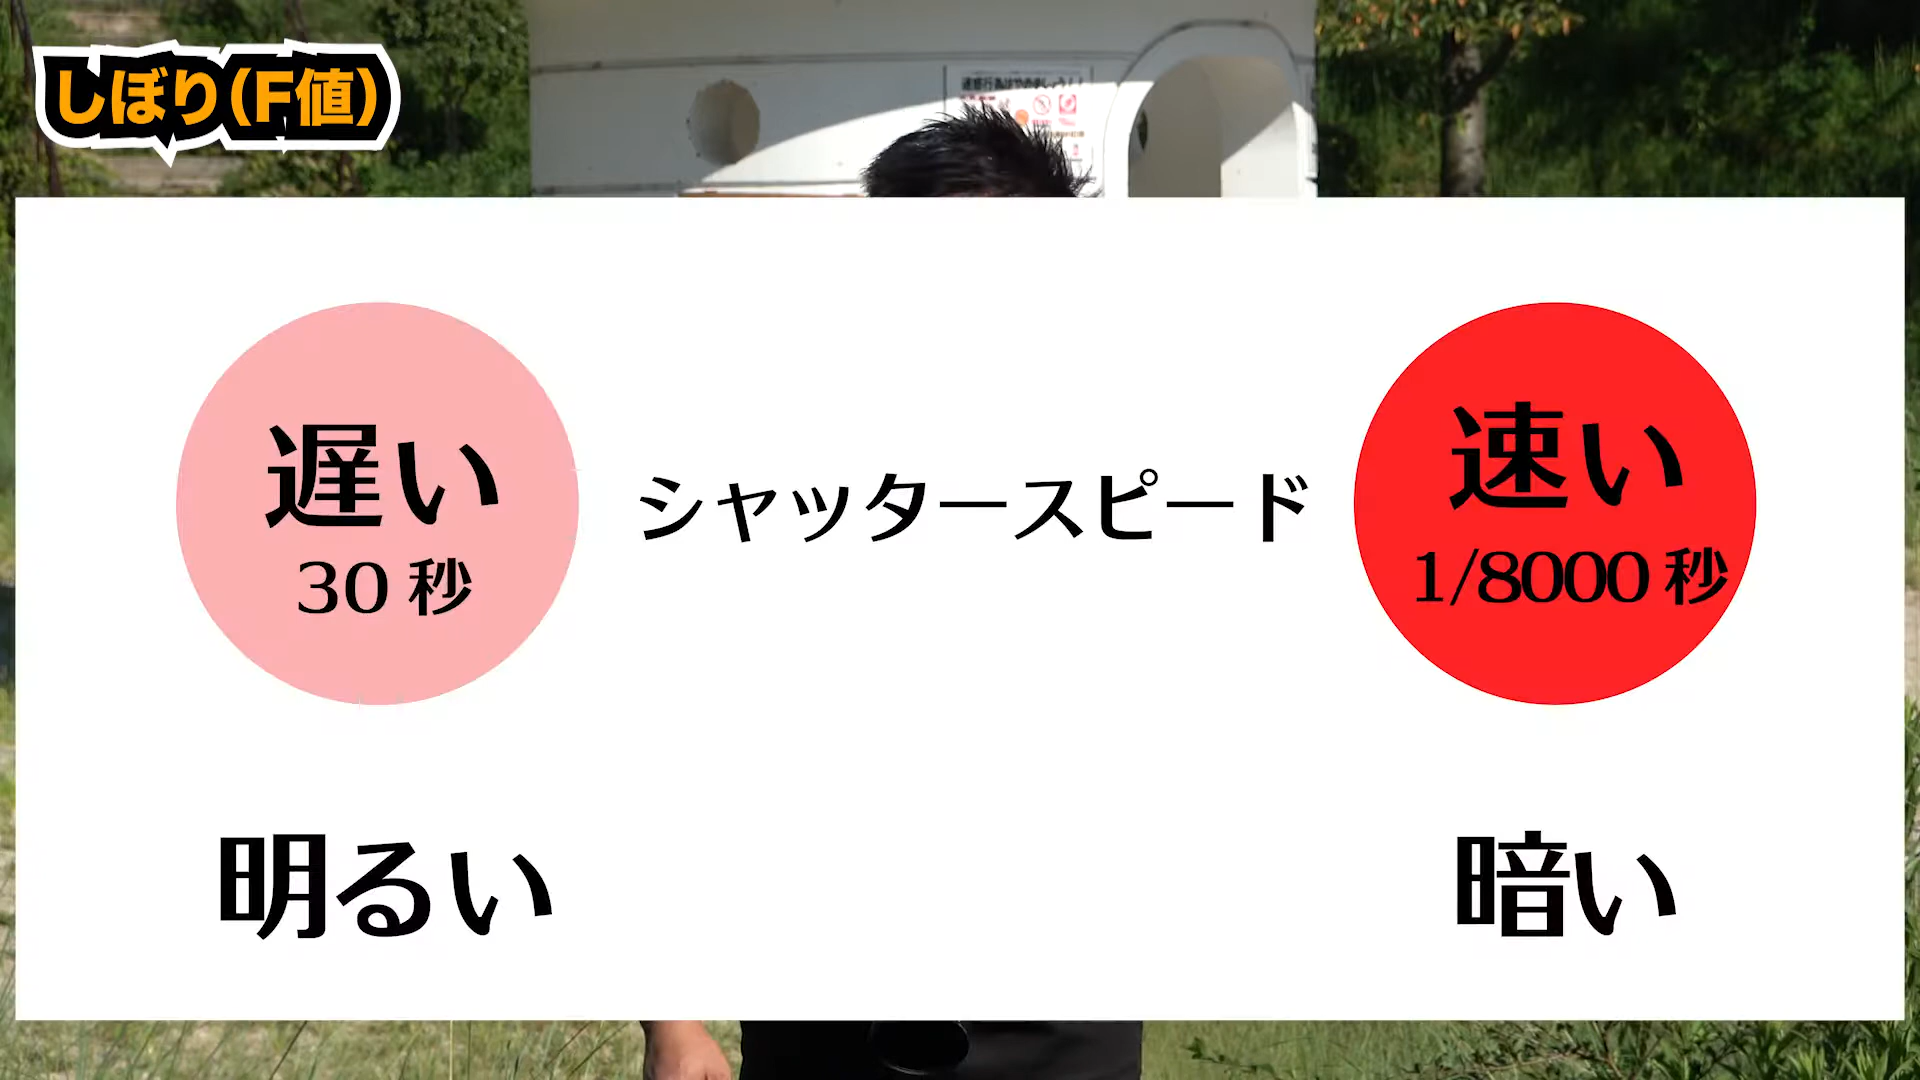 しぼり(F値)
遅い
30秒
シャッタースピード
速い
1/8000秒
明るい
暗い